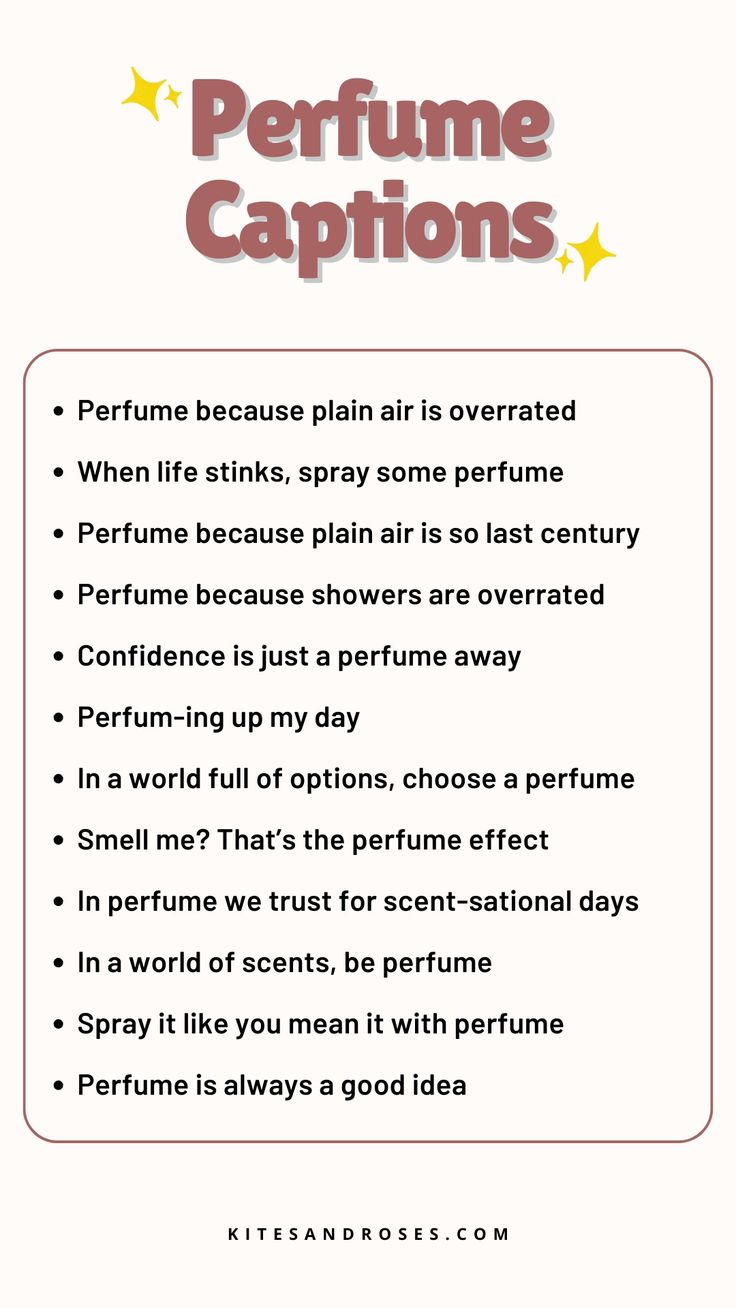 Perfume
Captions
• Perfume because plain air is overrated
• When life stinks, spray some perfume
• Perfume because plain air is so last century
• Perfume because showers are overrated
• Confidence is just a perfume away
• Perfum-ing up my day
• In a world full of options, choose a perfume
• Smell me? That’s the perfume effect
• In perfume we trust for scent-sational days
• In a world of scents, be perfume
• Spray it like you mean it with perfume
• Perfume is always a good idea
KITESANDROSES.COM